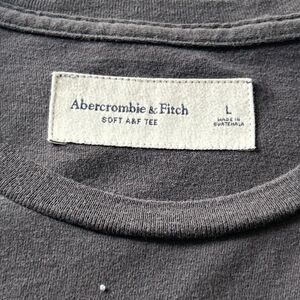 Abercrombie & Fitch
SOFT A&F TEE
L
MADE IN
GUATEMALA